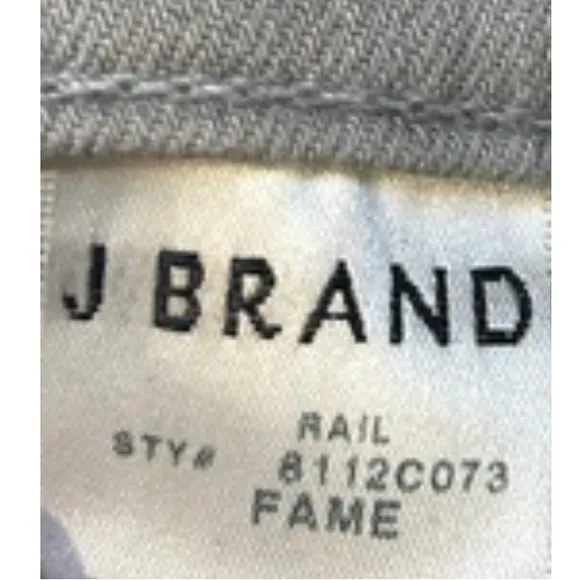 J BRAND
RAIL
STY# 8112C073
FAME